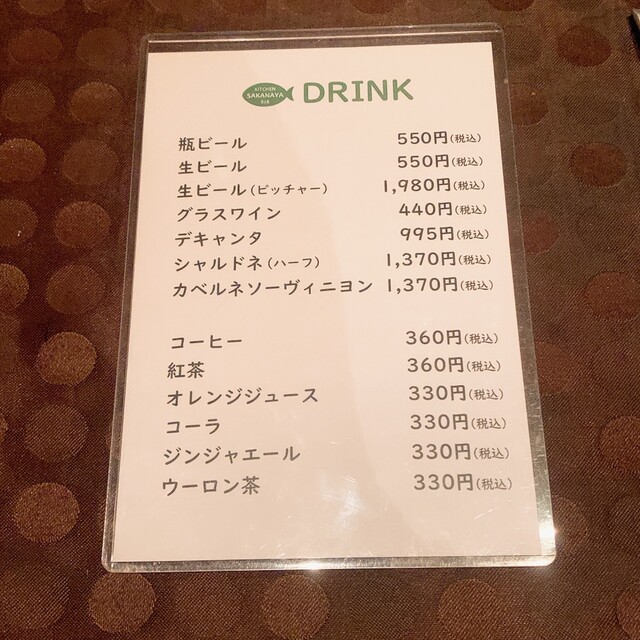 KITCHEN
SAKANAYA
DRINK
瓶ビール 550円(税込)
生ビール 550円(税込)
生ビール(ピッチャー) 1,980円(税込)
グラスワイン 440円(税込)
デキャンタ 995円(税込)
シャルドネ(ハーフ) 1,370円(税込)
カベルネソーヴィニヨン 1,370円(税込)
コーヒー 360円(税込)
紅茶 360円(税込)
オレンジジュース 330円(税込)
コーラ 330円(税込)
ジンジャエール 330円(税込)
ウーロン茶 330円(税込)